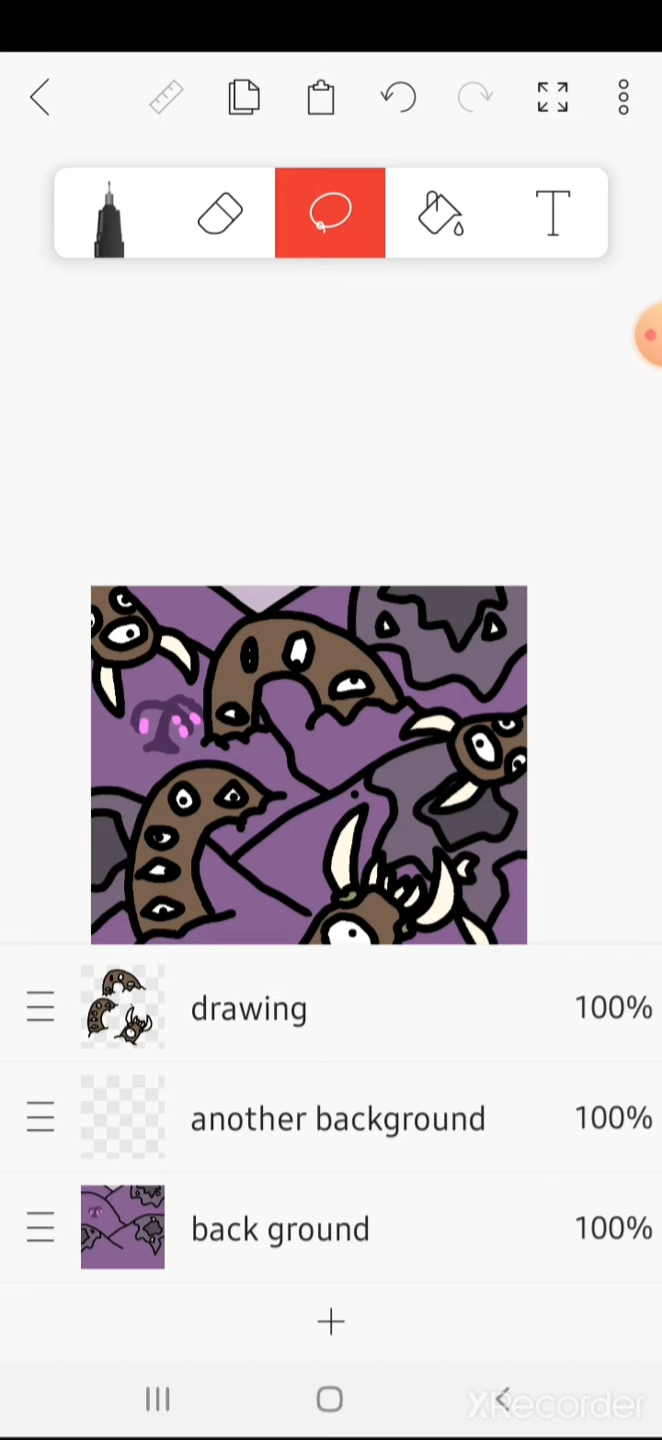 T
drawing 100%
another background 100%
back ground 100%
+
XRecorder